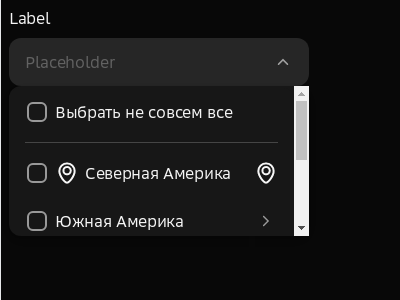 Label
Placeholder
Выбрать не совсем все
Северная Америка
Южная Америка